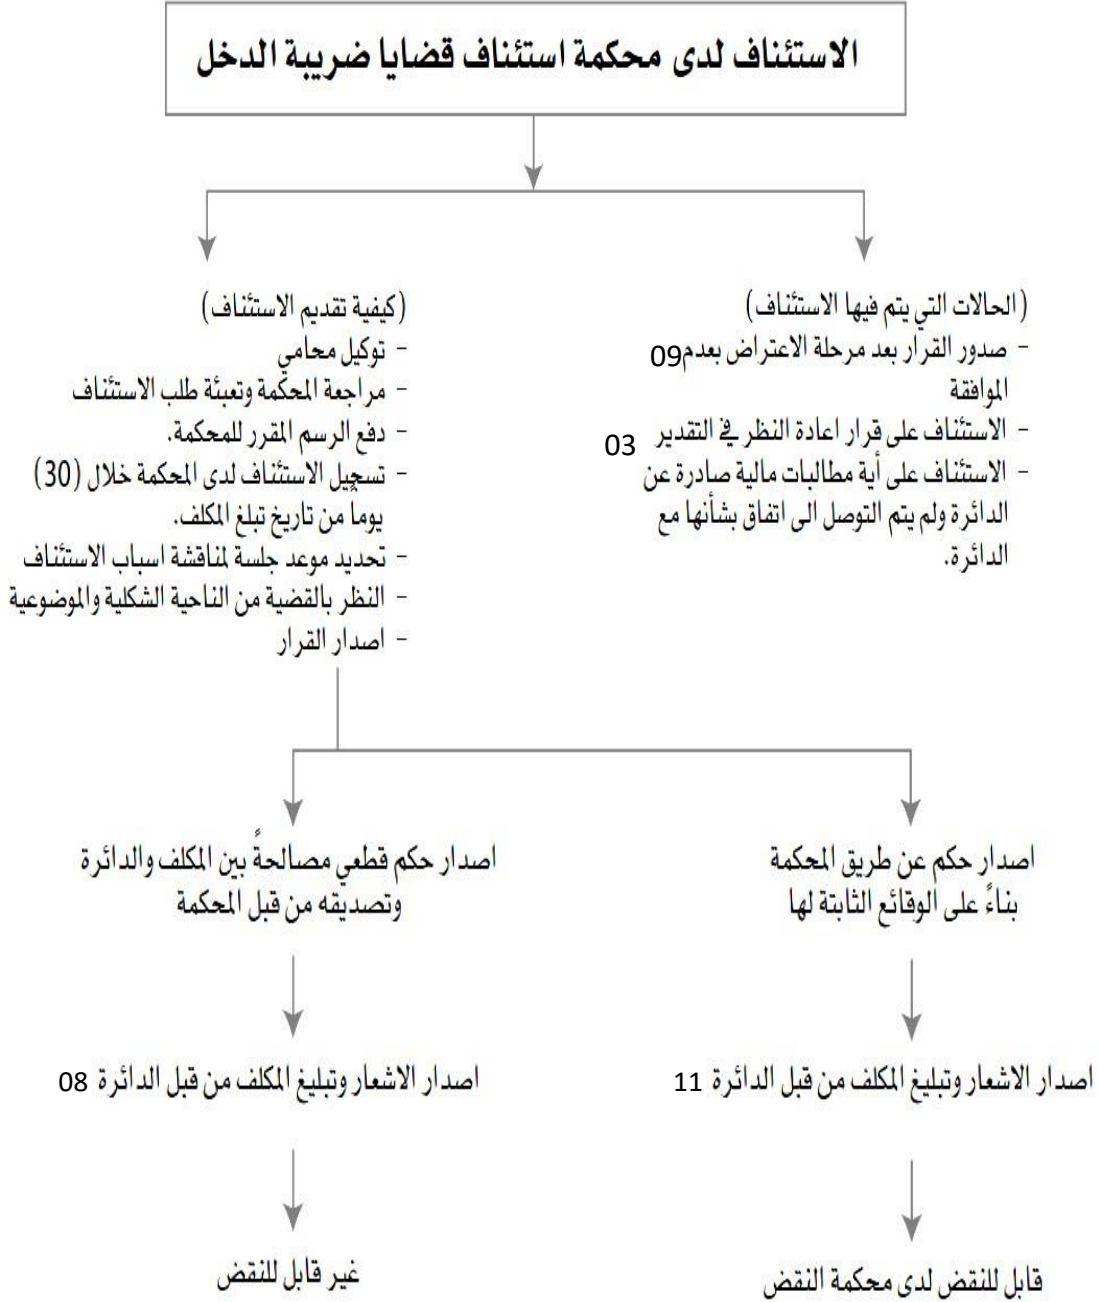 الاستئناف لدى محكمة استئناف قضايا ضريبة الدخل
(الحالات التي يتم فيها الاستئناف)
- صدور القرار بعد مرحلة الاعتراض بعدم09
الموافقة
- الاستئناف على قرار اعادة النظر في التقدير 03
- الاستئناف على أية مطالبات مالية صادرة عن
الدائرة ولم يتم التوصل الى اتفاق بشأنها مع
الدائرة.
(كيفية تقديم الاستئناف)
- توكيل محامي
- مراجعة المحكمة وتعبئة طلب الاستئناف
- دفع الرسم المقرر للمحكمة.
- تسجيل الاستئناف لدى المحكمة خلال (30)
يوماً من تاريخ تبلغ المكلف.
- تحديد موعد جلسة لمناقشة اسباب الاستئناف
- النظر بالقضية من الناحية الشكلية والموضوعية
- اصدار القرار
اصدار حكم عن طريق المحكمة
بناءً على الوقائع الثابتة لها
اصدار الاشعار وتبليغ المكلف من قبل الدائرة 11
قابل للنقض لدى محكمة النقض
اصدار حكم قطعي مصالحةً بين المكلف والدائرة
وتصديقه من قبل المحكمة
اصدار الاشعار وتبليغ المكلف من قبل الدائرة 08
غير قابل للنقض